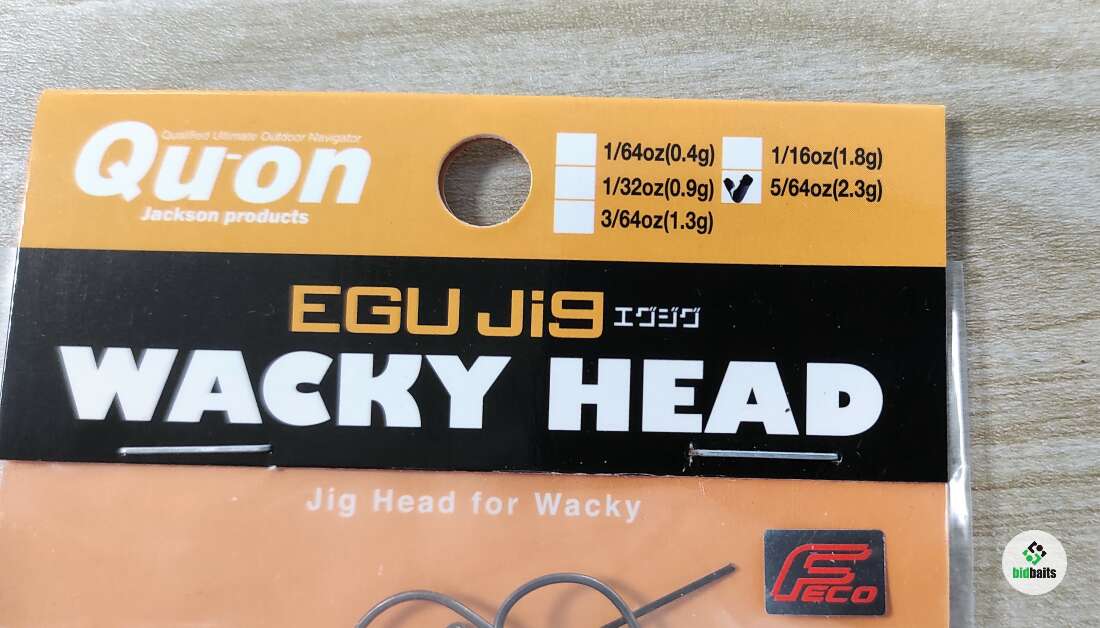 Qualified Ultimate Outdoor Navigator
Qu-on
Jackson products
1/64oz(0.4g)
1/16oz(1.8g)
1/32oz(0.9g)
5/64oz(2.3g)
3/64oz(1.3g)
EGU Jig エグジグ
WACKY HEAD
Jig Head for Wacky
FECO
bidbaits